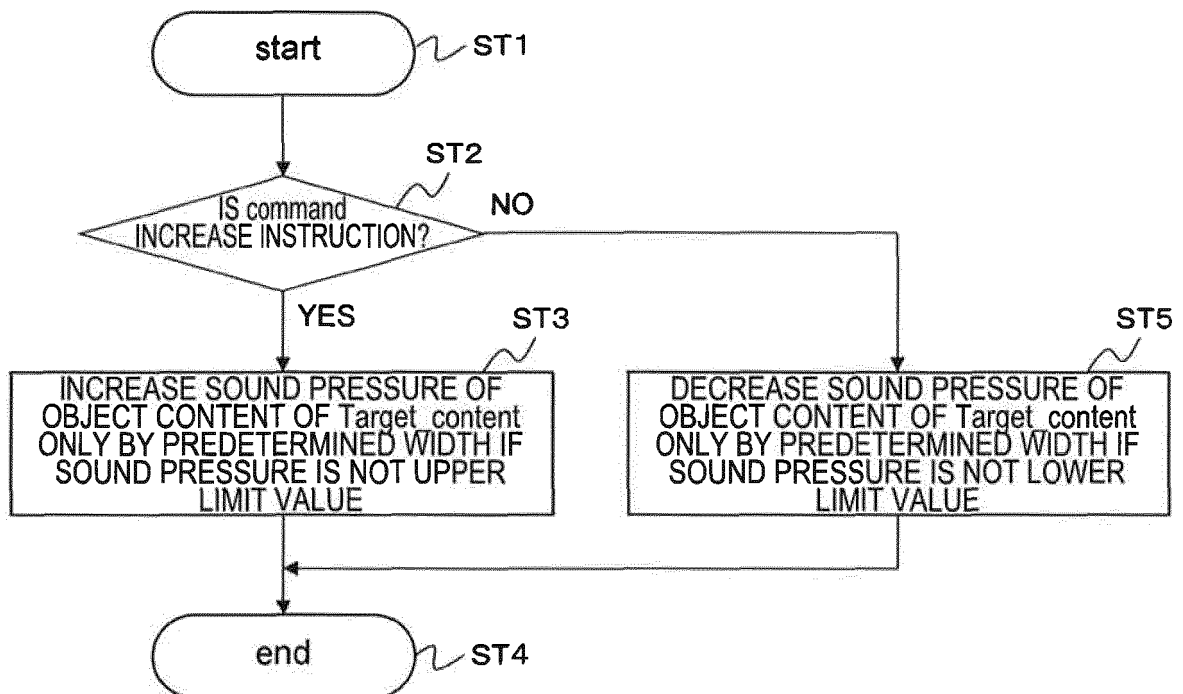 start
ST1
ST2
IS command
INCREASE INSTRUCTION?
NO
YES
ST3
INCREASE SOUND PRESSURE OF
OBJECT CONTENT OF Target_content
ONLY BY PREDETERMINED WIDTH IF
SOUND PRESSURE IS NOT UPPER
LIMIT VALUE
ST5
DECREASE SOUND PRESSURE OF
OBJECT CONTENT OF Target_content
ONLY BY PREDETERMINED WIDTH IF
SOUND PRESSURE IS NOT LOWER
LIMIT VALUE
end
ST4